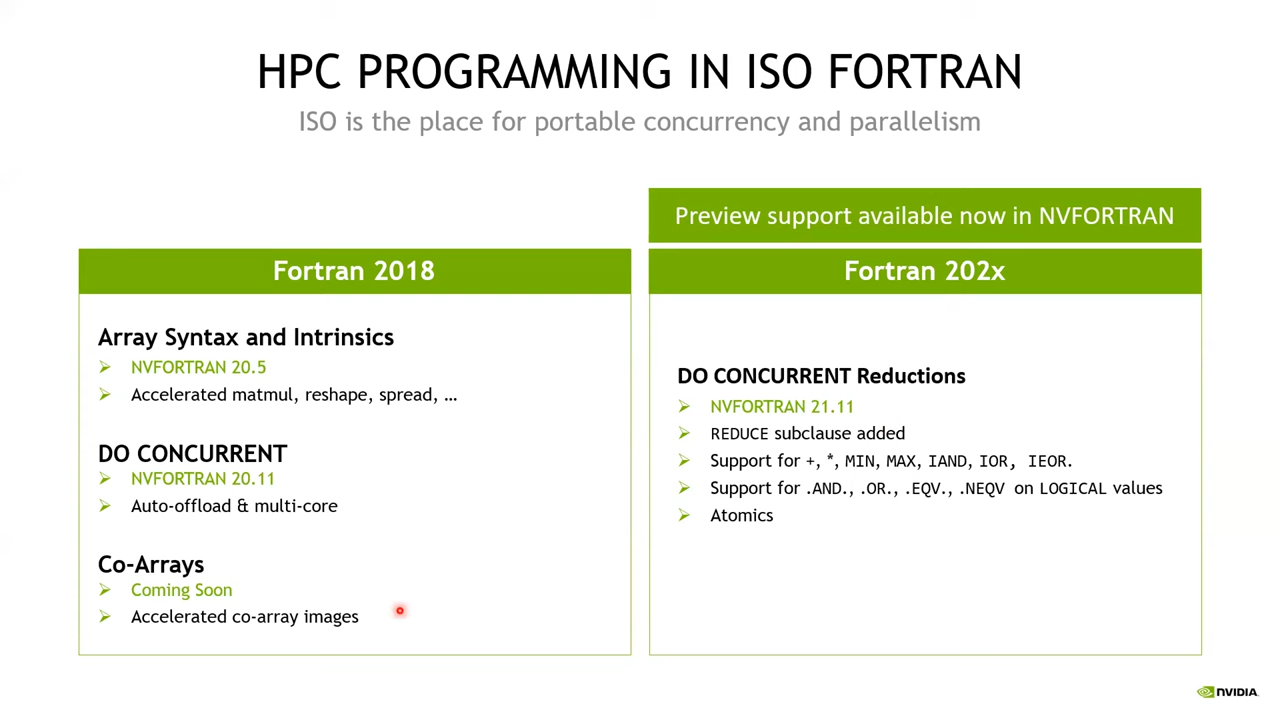 HPC PROGRAMMING IN ISO FORTRAN
ISO is the place for portable concurrency and parallelism
Preview support available now in NVFORTRAN
Fortran 2018
Array Syntax and Intrinsics
NVFORTRAN 20.5
Accelerated matmul, reshape, spread, …
DO CONCURRENT
NVFORTRAN 20.11
Auto-offload & multi-core
Co-Arrays
Coming Soon
Accelerated co-array images
Fortran 202x
DO CONCURRENT Reductions
NVFORTRAN 21.11
REDUCE subclause added
Support for +, *, MIN, MAX, IAND, IOR, IEOR.
Support for .AND., .OR., .EQV., .NEQV on LOGICAL values
Atomics
NVIDIA.